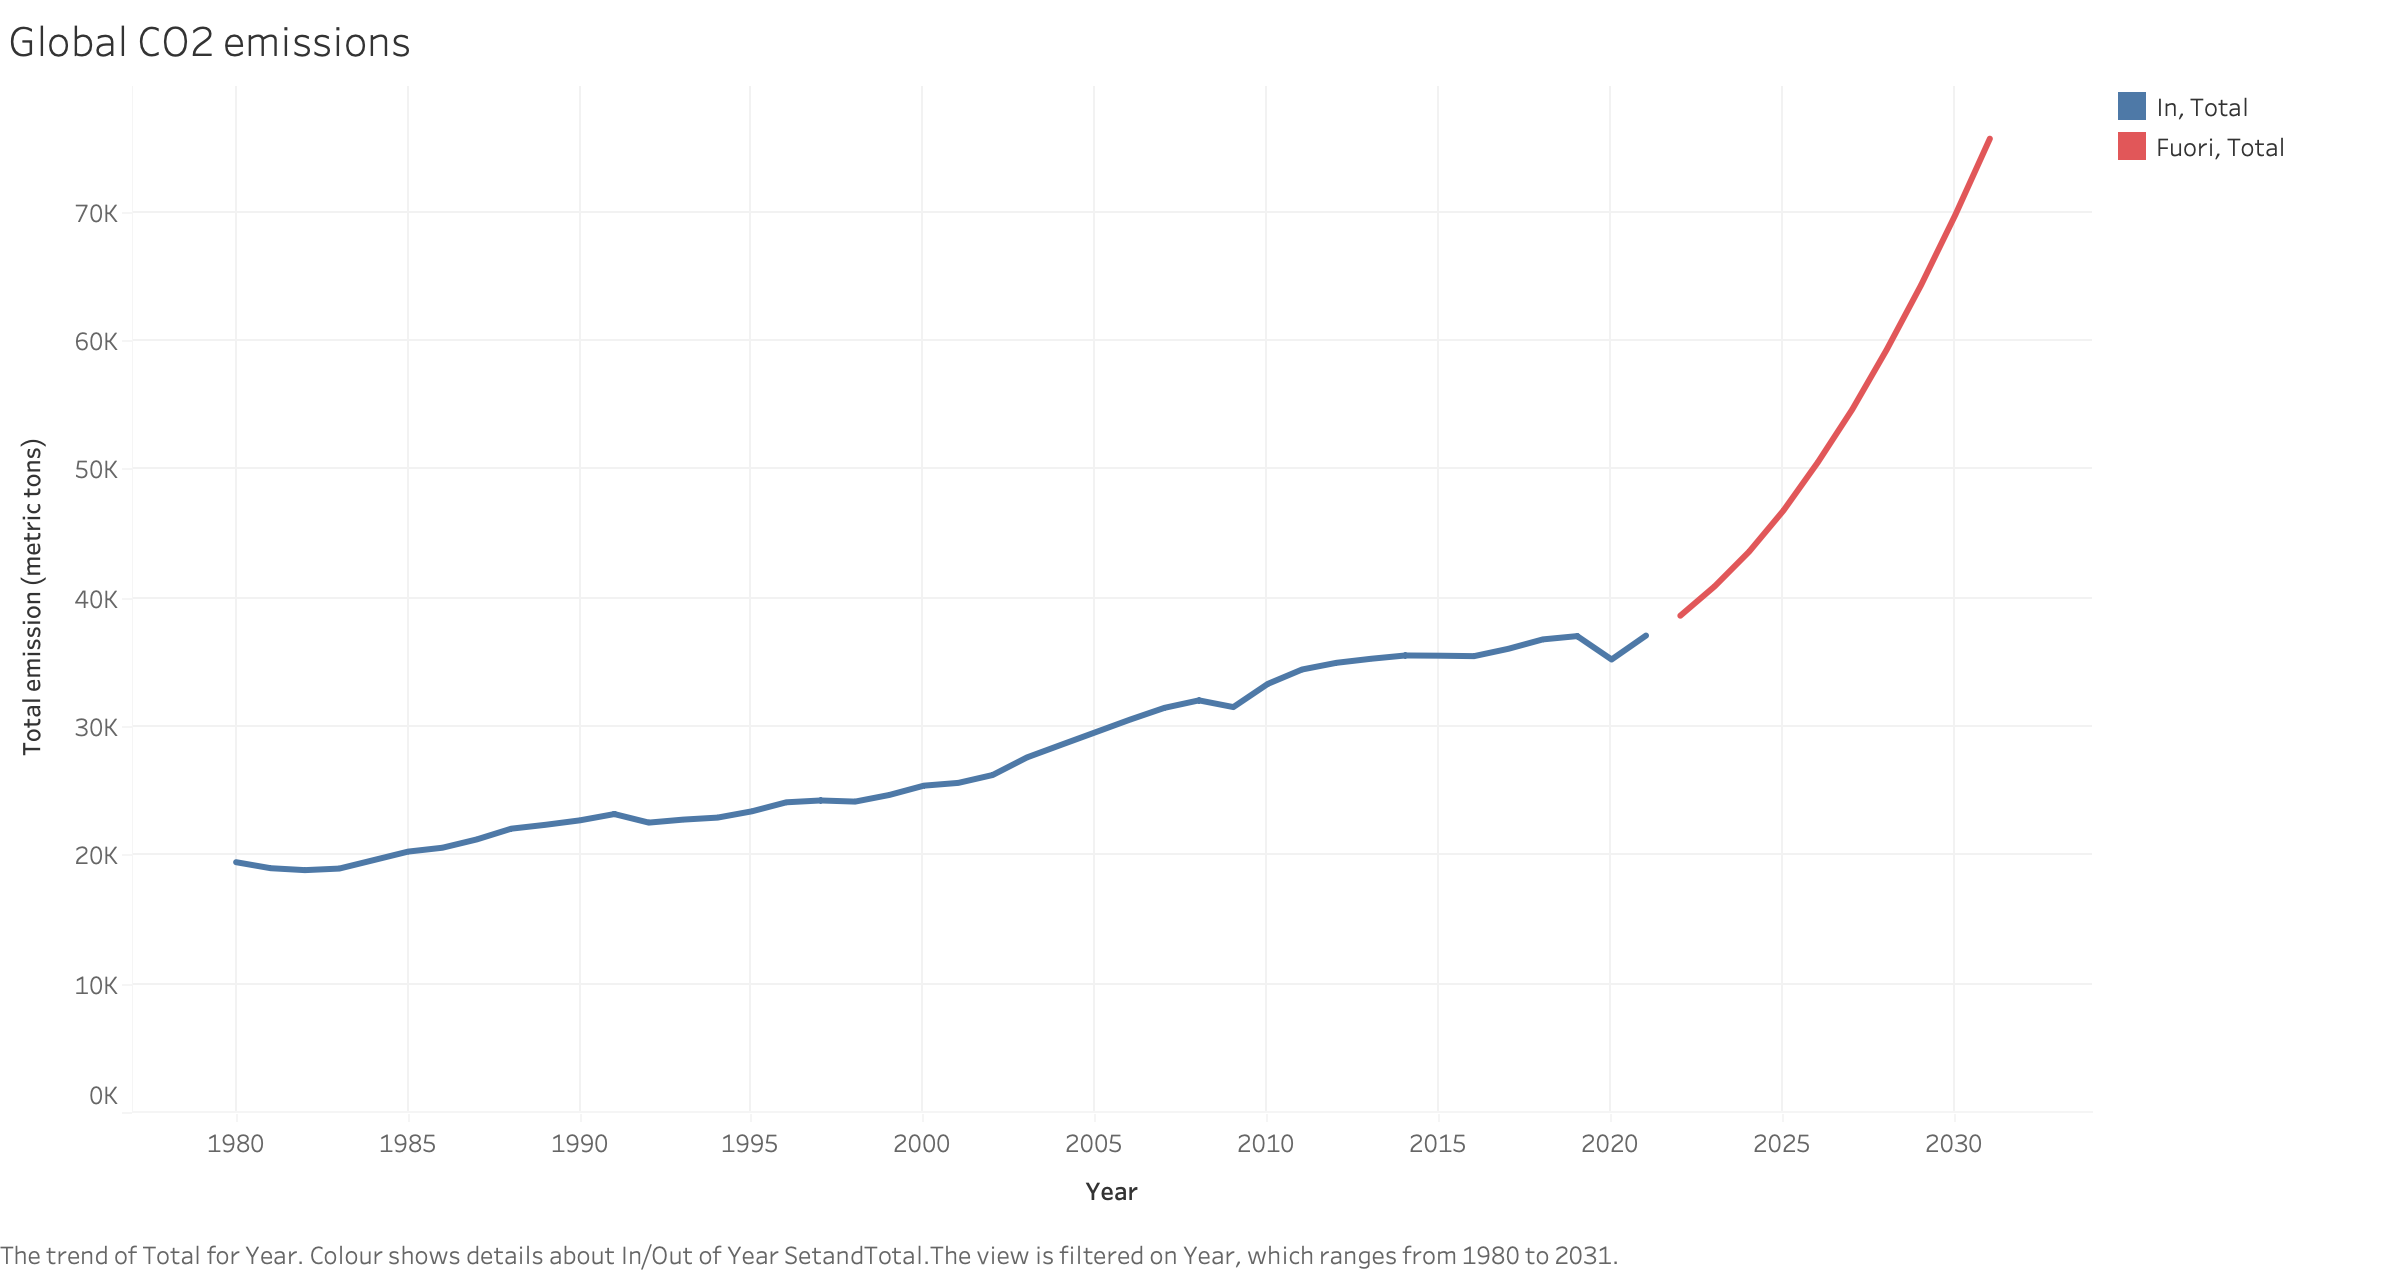 Global CO2 emissions
In, Total
Fuori, Total
Total emission (metric tons)
70K
60K
50K
40K
30K
20K
10K
0K
1980 1985 1990 1995 2000 2005 2010 2015 2020 2025 2030
Year
The trend of Total for Year. Colour shows details about In/Out of Year SetandTotal.The view is filtered on Year, which ranges from 1980 to 2031.